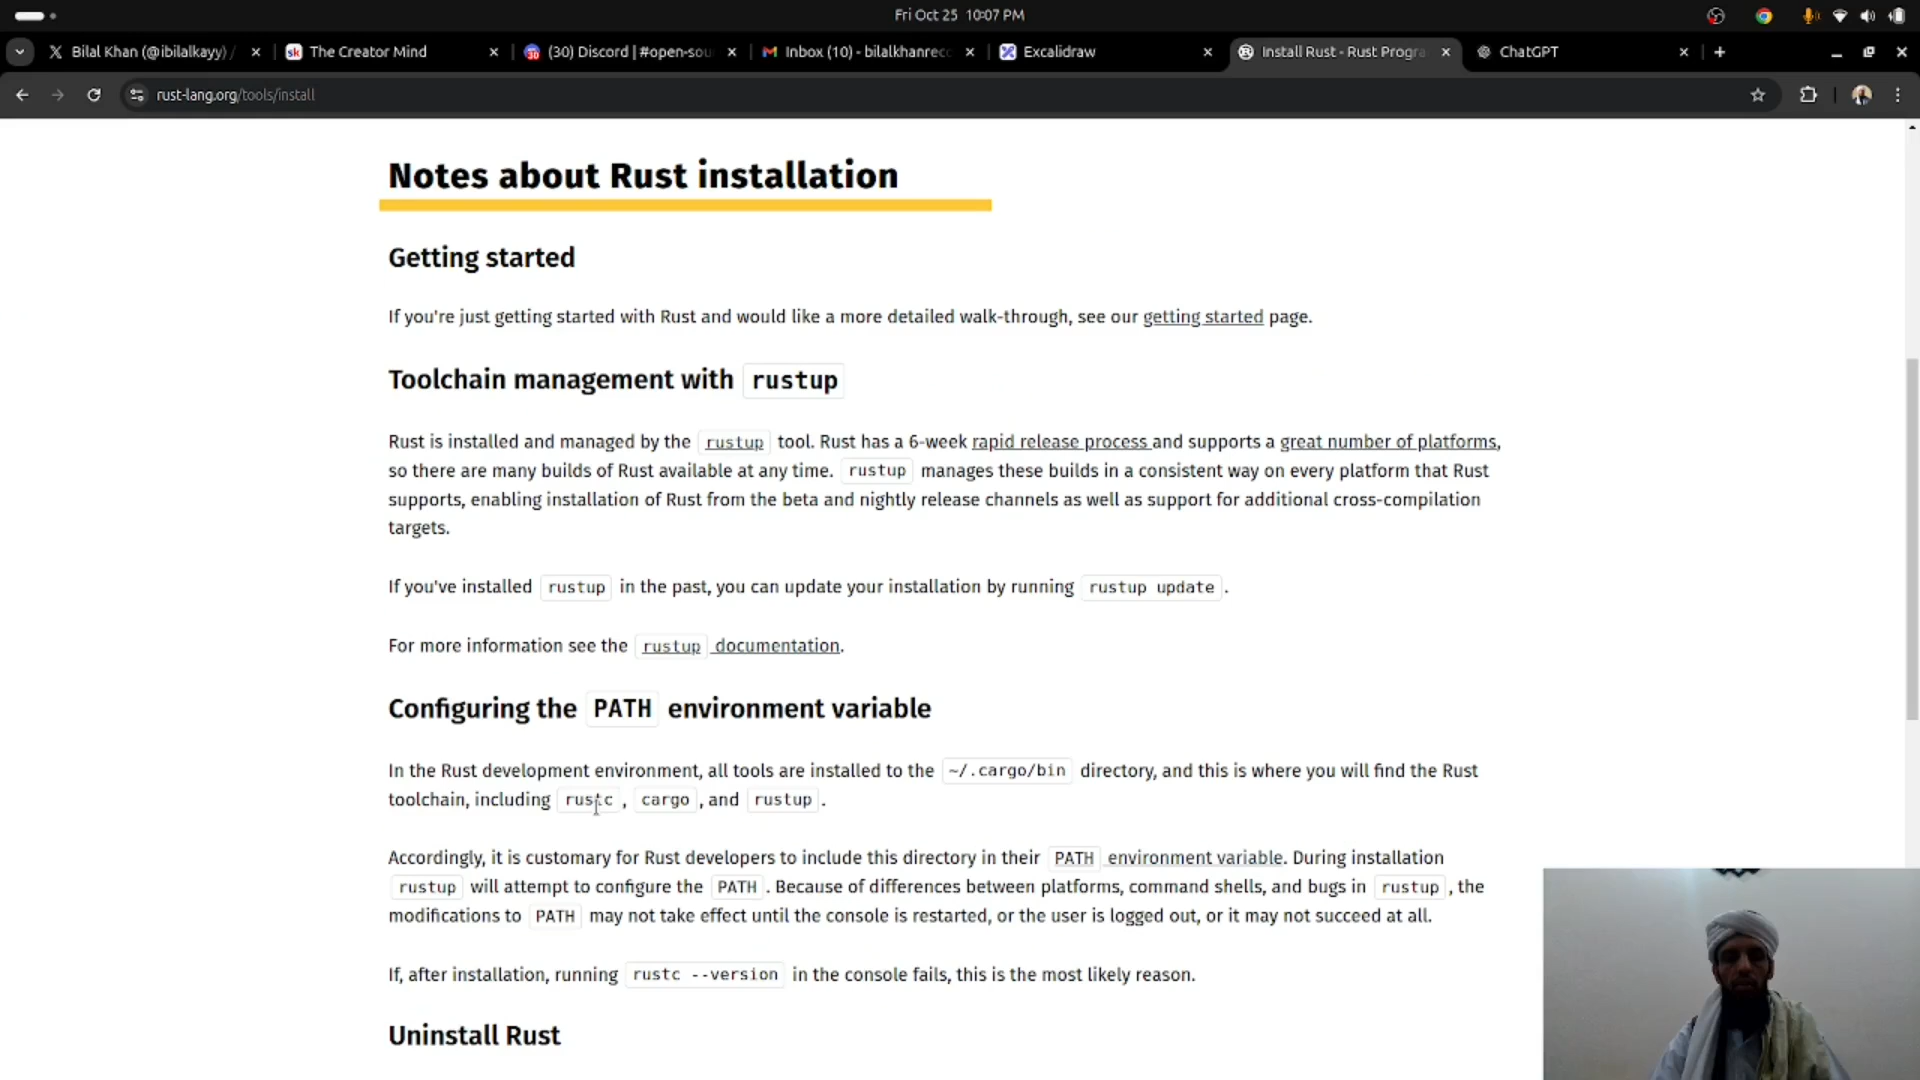 Fri Oct 25 10:07 PM
Bilal Khan (@ibilalkayy) /
The Creator Mind
(30) Discord | #open-sou
Inbox (10) - bilalkhanrec
Excalidraw
Install Rust - Rust Progra
ChatGPT
rust-lang.org/tools/install
Notes about Rust installation
Getting started
If you're just getting started with Rust and would like a more detailed walk-through, see our getting started page.
Toolchain management with rustup
Rust is installed and managed by the rustup tool. Rust has a 6-week rapid release process and supports a great number of platforms,
so there are many builds of Rust available at any time. rustup manages these builds in a consistent way on every platform that Rust
supports, enabling installation of Rust from the beta and nightly release channels as well as support for additional cross-compilation
targets.
If you've installed rustup in the past, you can update your installation by running rustup update .
For more information see the rustup documentation.
Configuring the PATH environment variable
In the Rust development environment, all tools are installed to the ~/.cargo/bin directory, and this is where you will find the Rust
toolchain, including rustc , cargo , and rustup .
Accordingly, it is customary for Rust developers to include this directory in their PATH environment variable. During installation
rustup will attempt to configure the PATH . Because of differences between platforms, command shells, and bugs in rustup , the
modifications to PATH may not take effect until the console is restarted, or the user is logged out, or it may not succeed at all.
If, after installation, running rustc --version in the console fails, this is the most likely reason.
Uninstall Rust